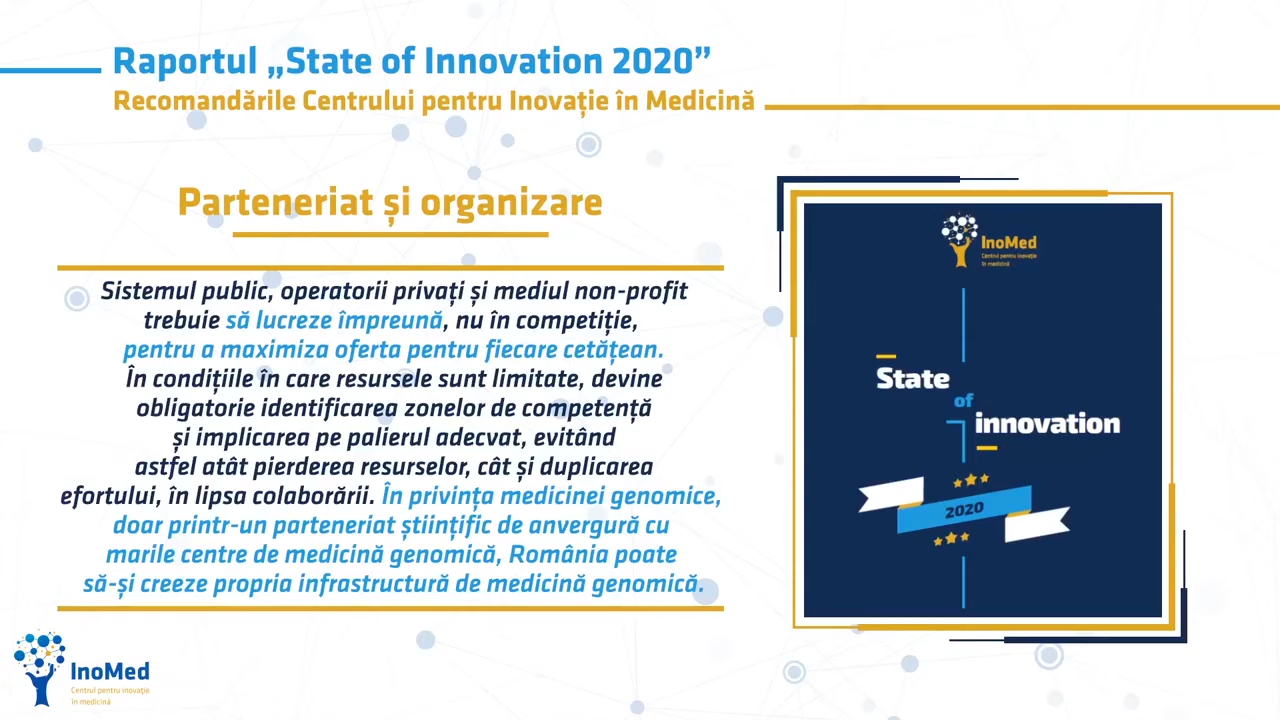 Raportul „State of Innovation 2020”
Recomandările Centrului pentru Inovație în Medicină
Parteneriat și organizare
Sistemul public, operatorii privați și mediul non-profit
trebuie să lucreze împreună, nu în competiție,
pentru a maximiza oferta pentru fiecare cetățean.
În condițiile în care resursele sunt limitate, devine
obligatorie identificarea zonelor de competență
și implicarea pe palierul adecvat, evitând
astfel atât pierderea resurselor, cât și duplicarea
efortului, în lipsa colaborării. În privința medicinei genomice,
doar printr-un parteneriat științific de anvergură cu
marile centre de medicină genomică, România poate
să-și creeze propria infrastructură de medicină genomică.
InoMed
Centrul pentru inovație
în medicină
State
of
innovation
2020
InoMed
Centrul pentru inovație
în medicină